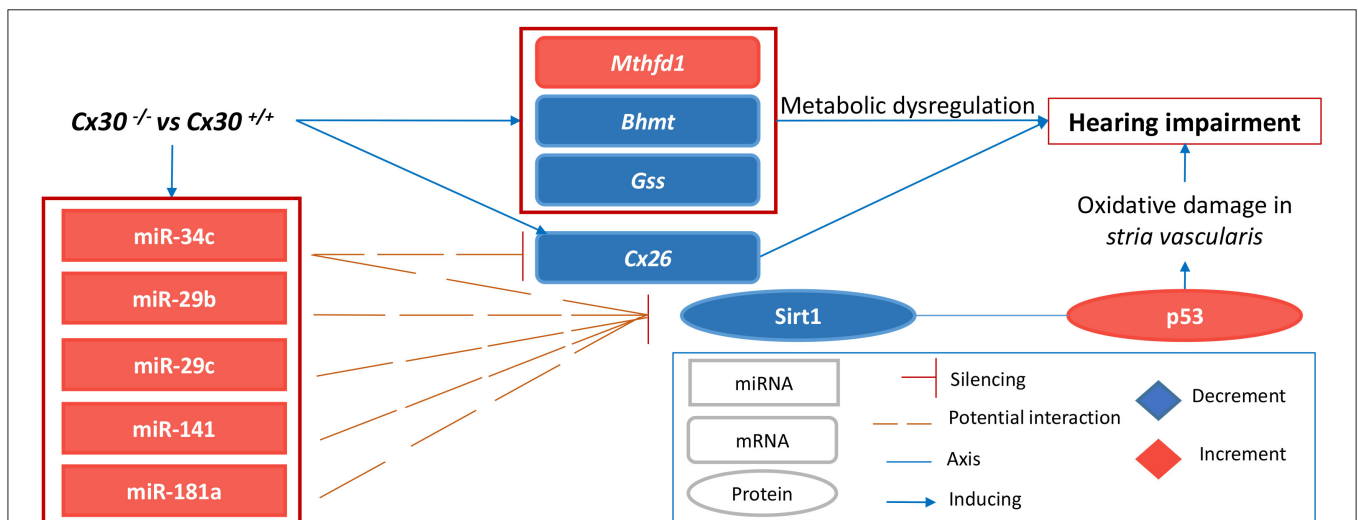 Cx30 -/- vs Cx30 +/+
Mthfd1
Bhmt
Gss
Cx26
Metabolic dysregulation
Hearing impairment
Oxidative damage in
stria vascularis
miR-34c
miR-29b
miR-29c
miR-141
miR-181a
Sirt1
p53
miRNA
mRNA
Protein
Silencing
Potential interaction
Axis
Inducing
Decrement
Increment